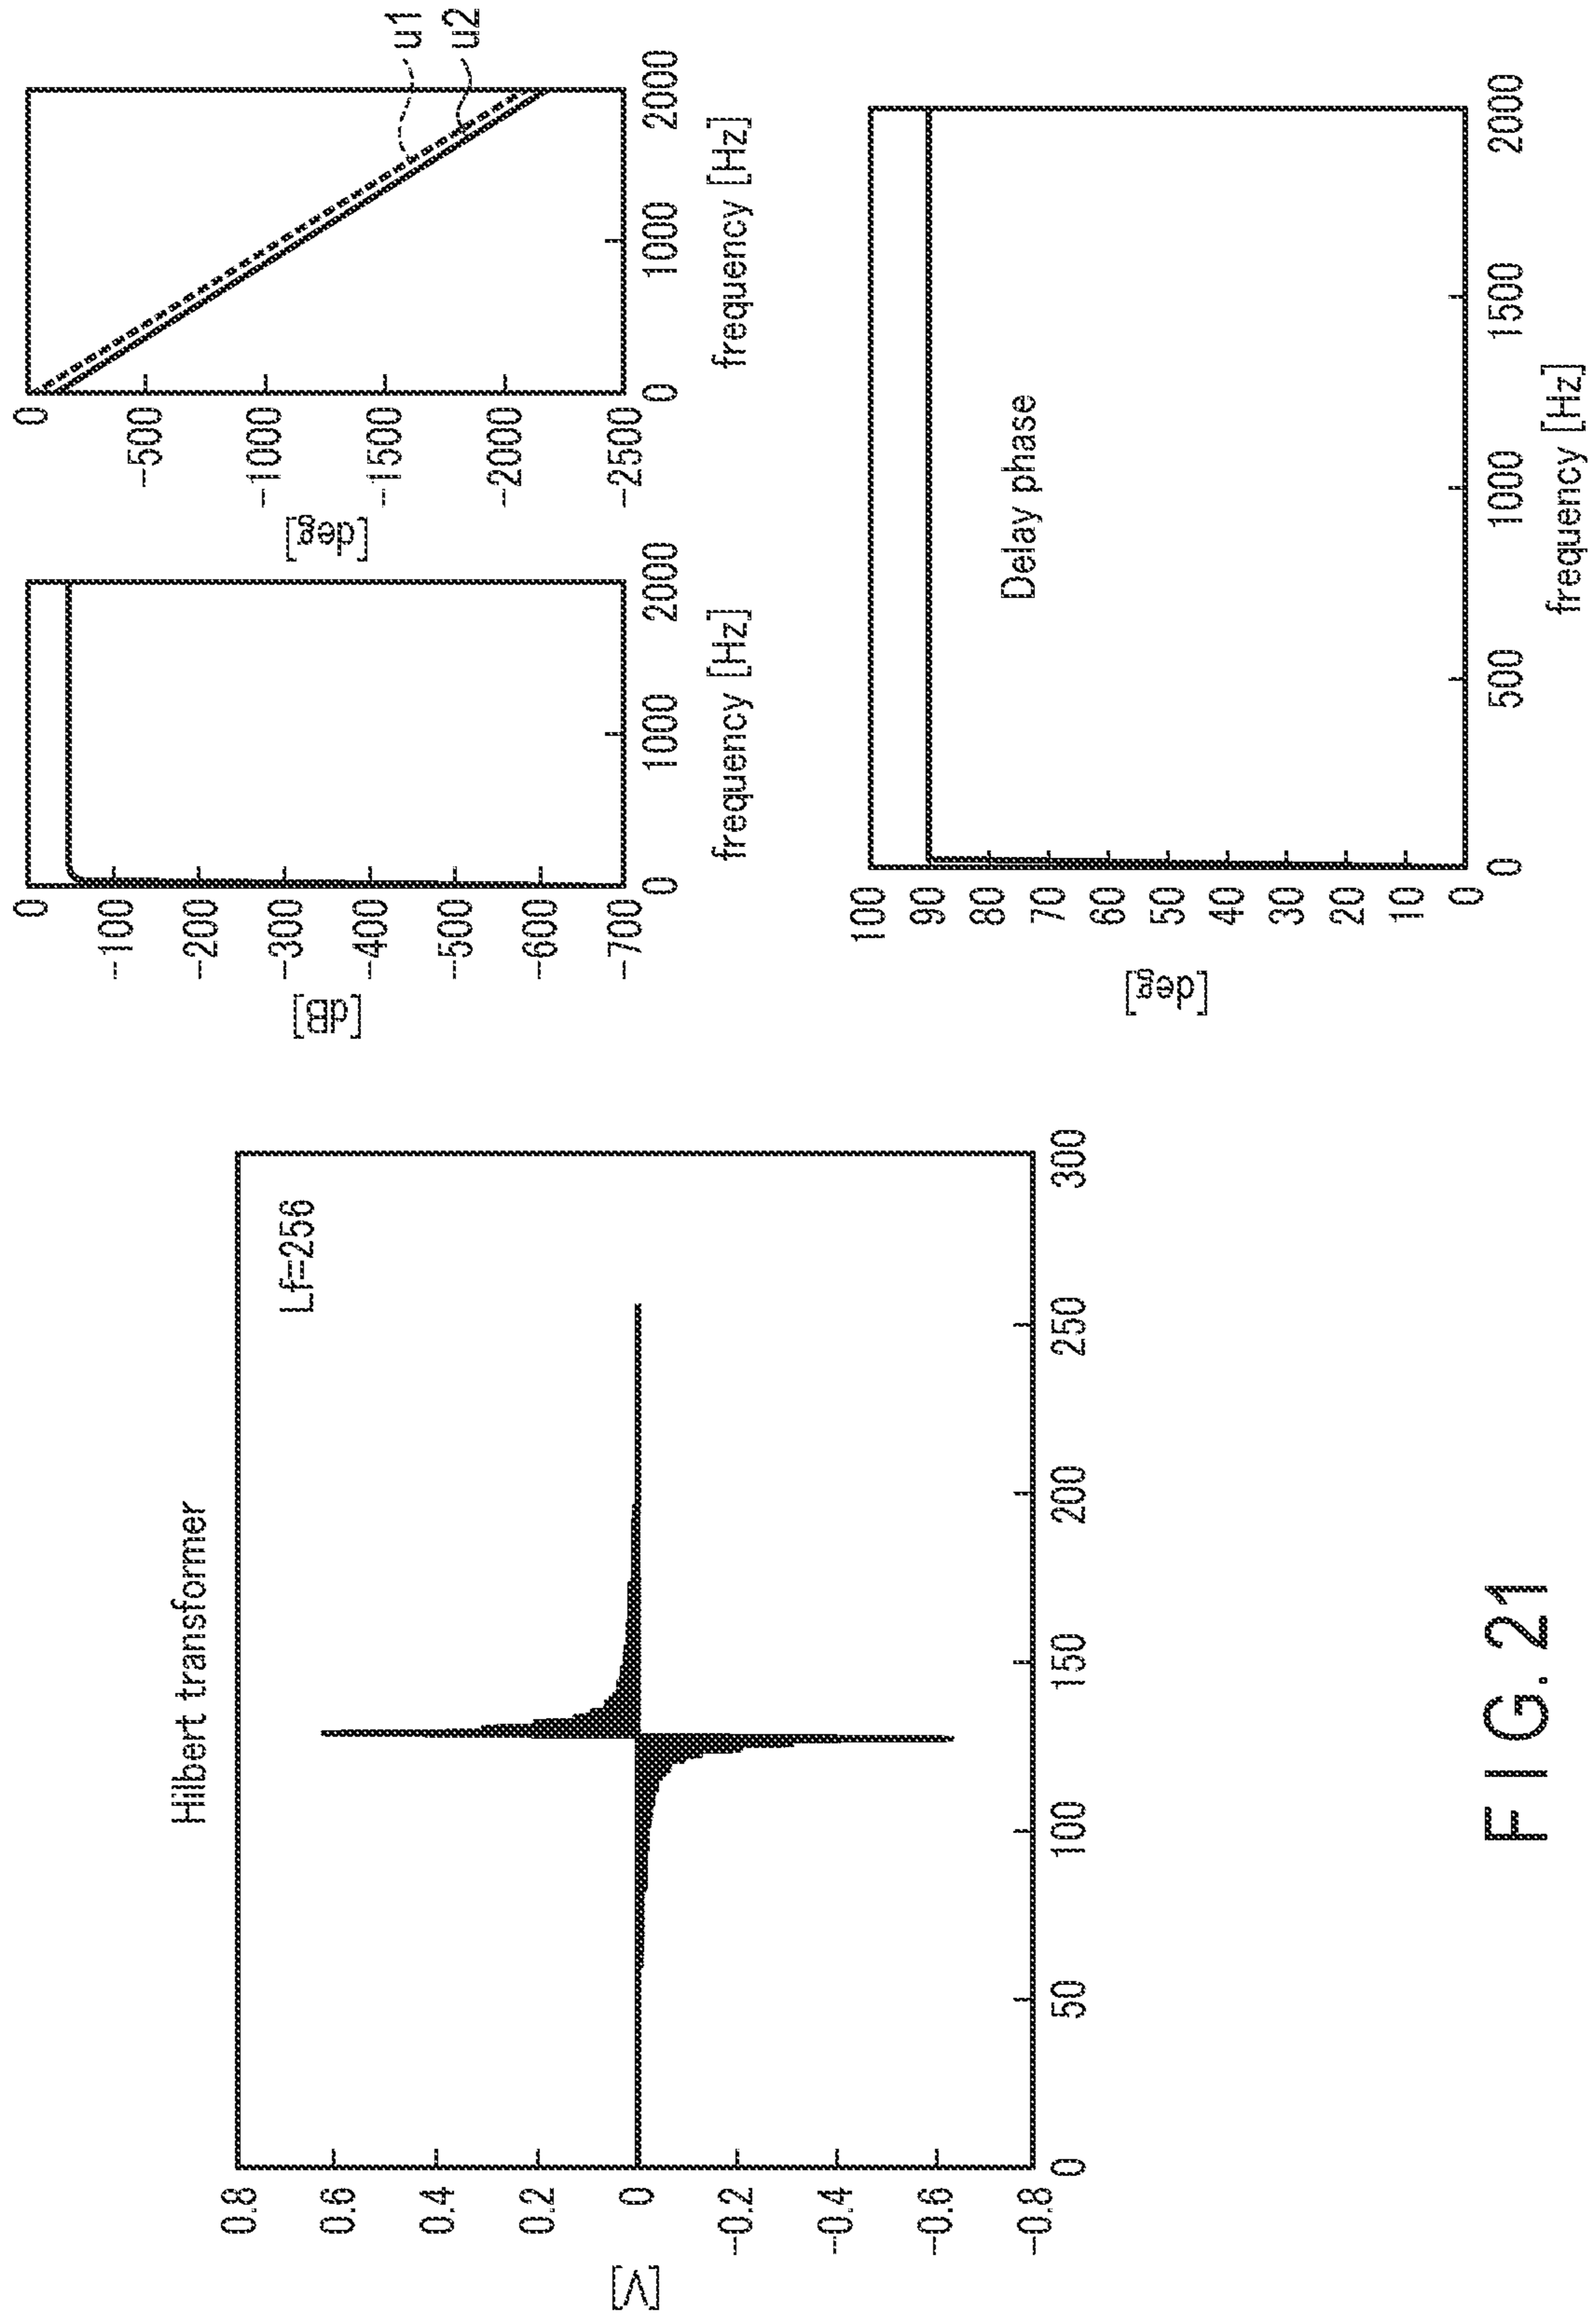 Hilbert transformer
Lf=256
[V]
0.8
0.6
0.4
0.2
0
-0.2
-0.4
-0.6
-0.8
0 50 100 150 200 250 300
[dB]
0
-100
-200
-300
-400
-500
-600
-700
0 1000 2000
frequency [Hz]
[deg]
0
-500
-1000
-1500
-2000
-2500
0 1000 2000
frequency [Hz]
u1
u2
[deg]
100
90
80
70
60
50
40
30
20
10
0
Delay phase
0 500 1000 1500 2000
frequency [Hz]
FIG. 21